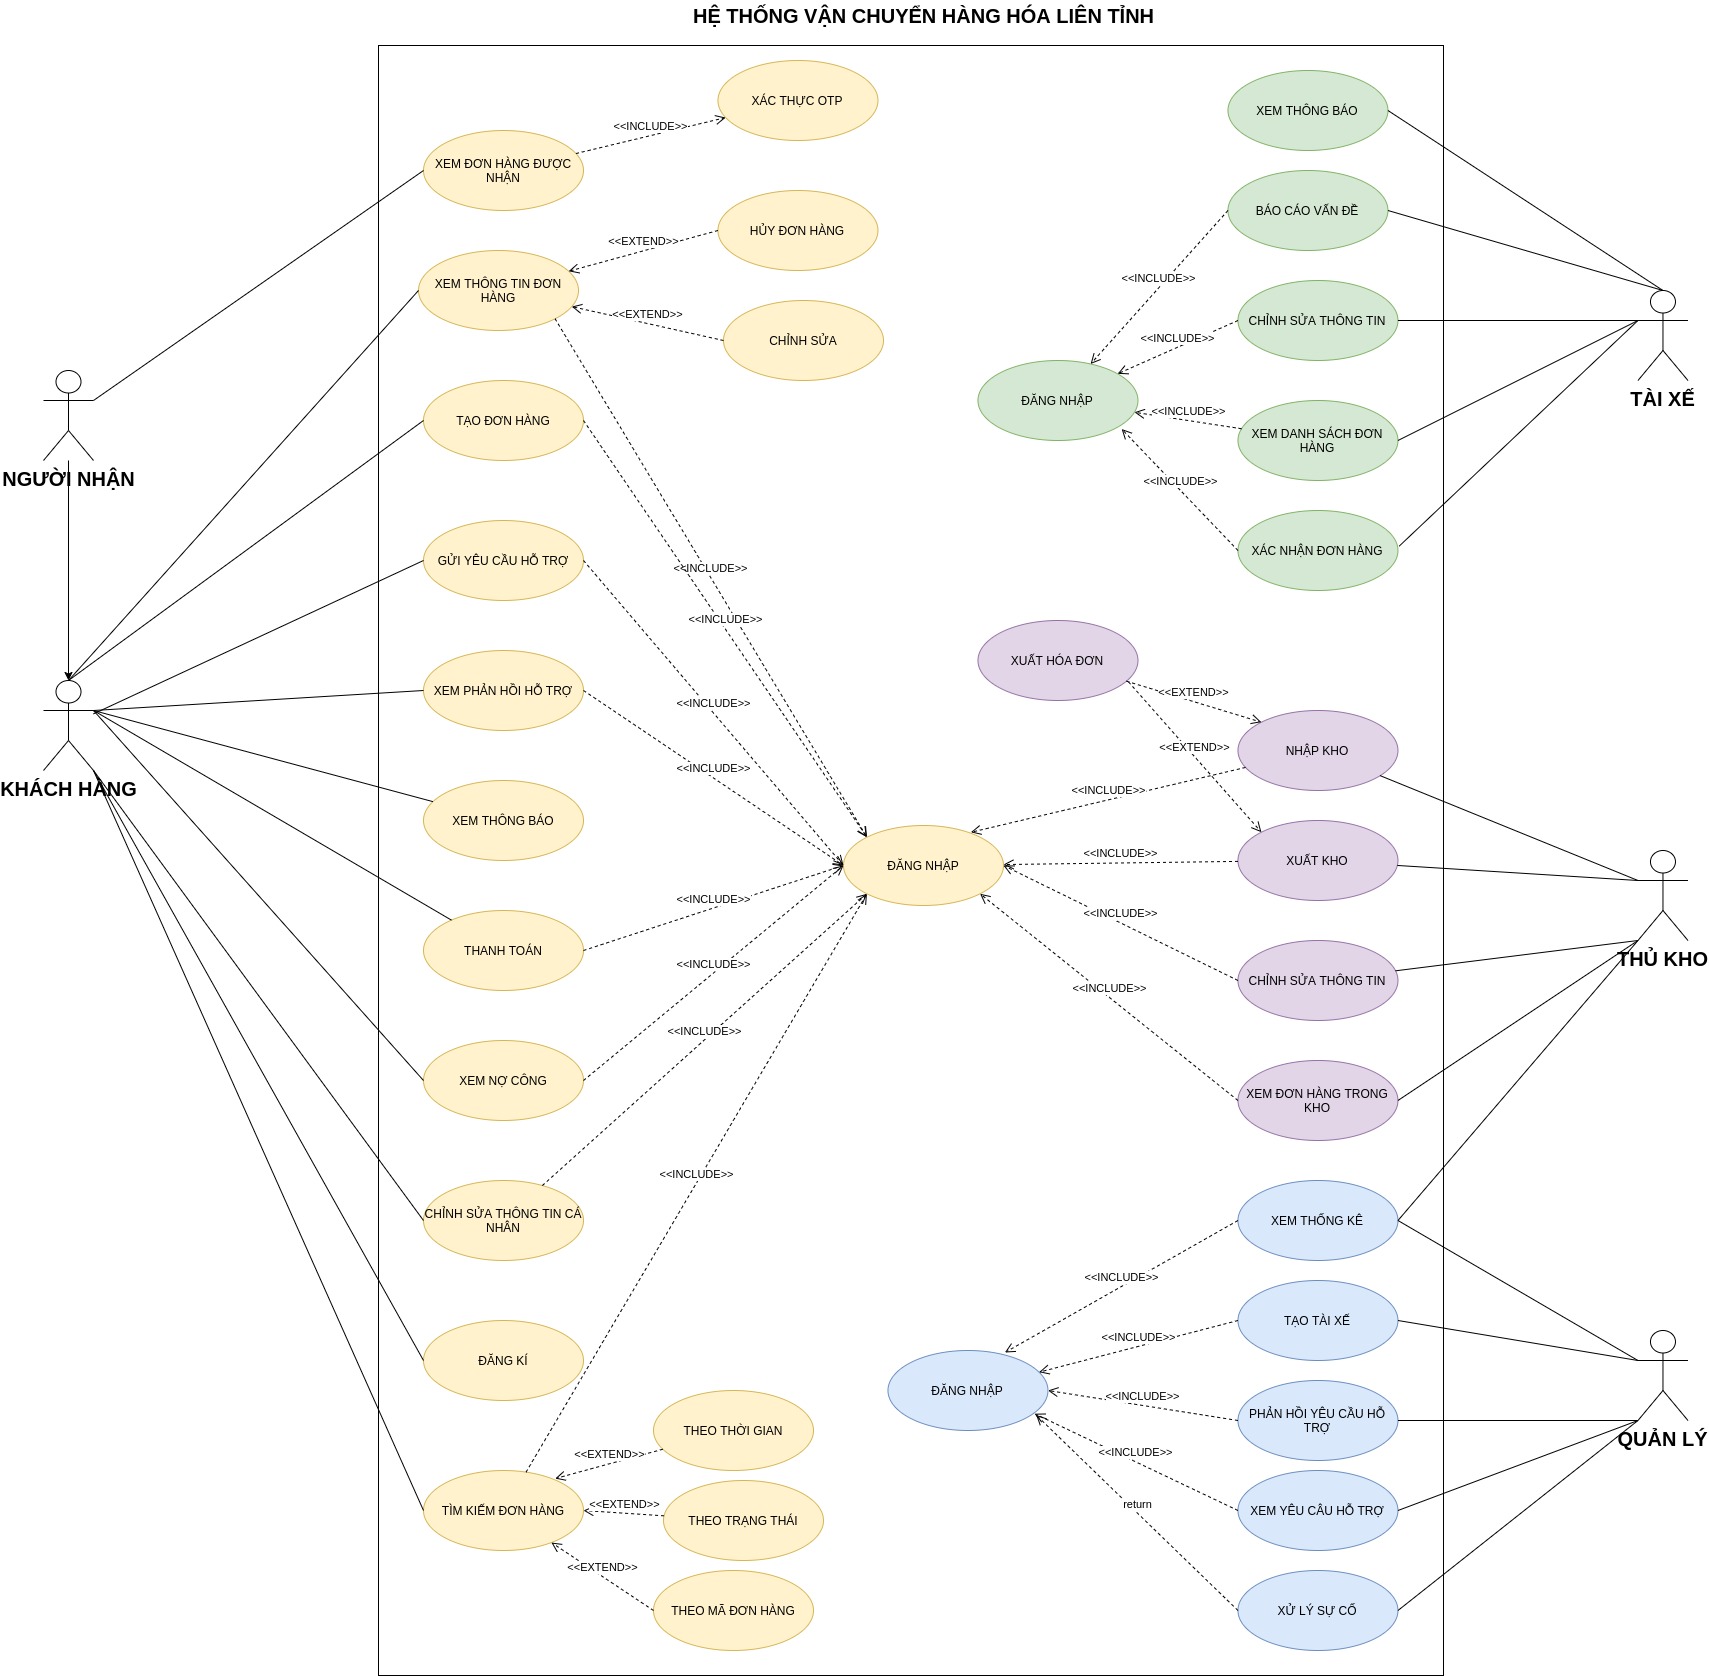 HỆ THỐNG VẬN CHUYỂN HÀNG HÓA LIÊN TỈNH
XÁC THỰC OTP
<<INCLUDE>>
XEM ĐƠN HÀNG ĐƯỢC
NHẬN
HỦY ĐƠN HÀNG
<<EXTEND>>
XEM THÔNG TIN ĐƠN
HÀNG
<<EXTEND>>
CHỈNH SỬA
NGƯỜI NHẬN
TẠO ĐƠN HÀNG
GỬI YÊU CẦU HỖ TRỢ
<<INCLUDE>>
<<INCLUDE>>
XEM PHẢN HỒI HỖ TRỢ
<<INCLUDE>>
<<INCLUDE>>
KHÁCH HÀNG
XEM THÔNG BÁO
THANH TOÁN
<<INCLUDE>>
<<INCLUDE>>
<<INCLUDE>>
XEM NỢ CÔNG
<<INCLUDE>>
CHỈNH SỬA THÔNG TIN CÁ
NHÂN
ĐĂNG KÍ
THEO THỜI GIAN
<<EXTEND>>
TÌM KIẾM ĐƠN HÀNG
<<EXTEND>>
THEO TRẠNG THÁI
<<EXTEND>>
THEO MÃ ĐƠN HÀNG
ĐĂNG NHẬP
XEM THÔNG BÁO
BÁO CÁO VẤN ĐỀ
<<INCLUDE>>
CHỈNH SỬA THÔNG TIN
<<INCLUDE>>
ĐĂNG NHẬP
<<INCLUDE>>
XEM DANH SÁCH ĐƠN
HÀNG
<<INCLUDE>>
XÁC NHẬN ĐƠN HÀNG
TÀI XẾ
XUẤT HÓA ĐƠN
<<EXTEND>>
<<EXTEND>>
NHẬP KHO
<<INCLUDE>>
<<INCLUDE>>
XUẤT KHO
<<INCLUDE>>
CHỈNH SỬA THÔNG TIN
<<INCLUDE>>
XEM ĐƠN HÀNG TRONG
KHO
THỦ KHO
XEM THỐNG KÊ
<<INCLUDE>>
TẠO TÀI XẾ
<<INCLUDE>>
ĐĂNG NHẬP
<<INCLUDE>>
PHẢN HỒI YÊU CẦU HỖ
TRỢ
<<INCLUDE>>
XEM YÊU CÂU HỖ TRỢ
return
XỬ LÝ SỰ CỐ
QUẢN LÝ